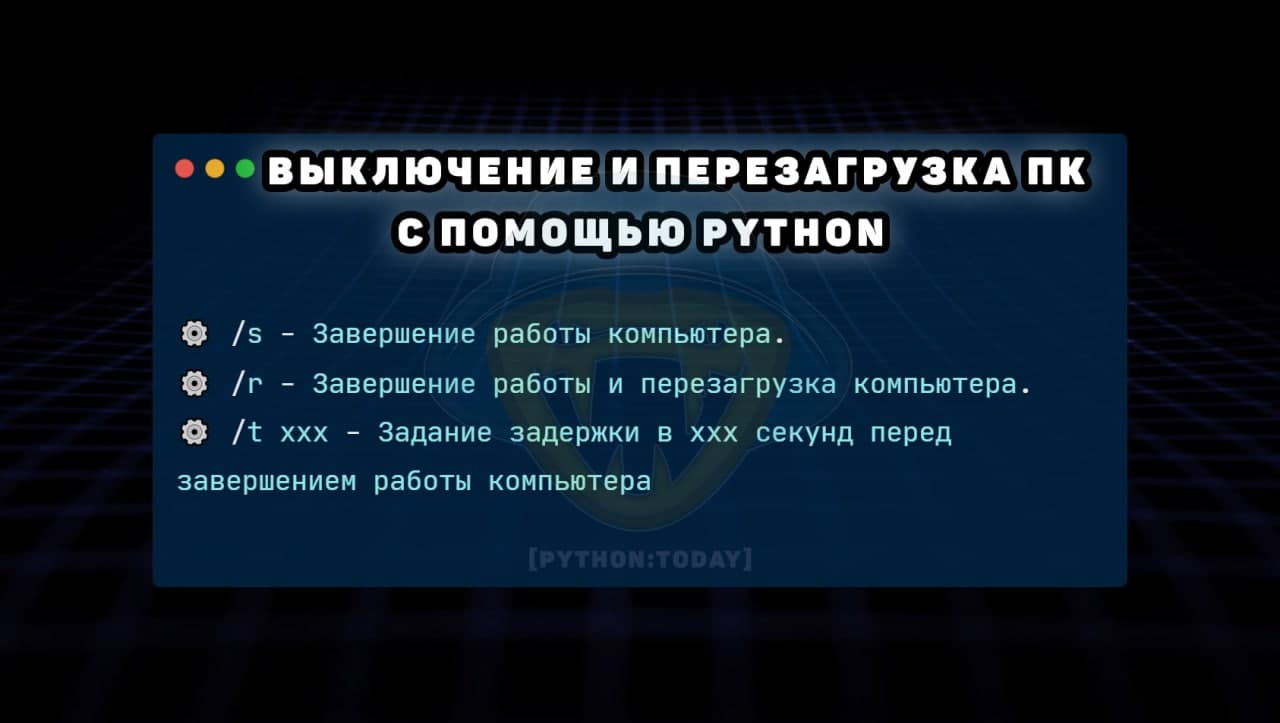 ВЫКЛЮЧЕНИЕ И ПЕРЕЗАГРУЗКА ПК
С ПОМОЩЬЮ PYTHON
/s - Завершение работы компьютера.
/r - Завершение работы и перезагрузка компьютера.
/t xxx - Задание задержки в xxx секунд перед
завершением работы компьютера
[PYTHON:TODAY]